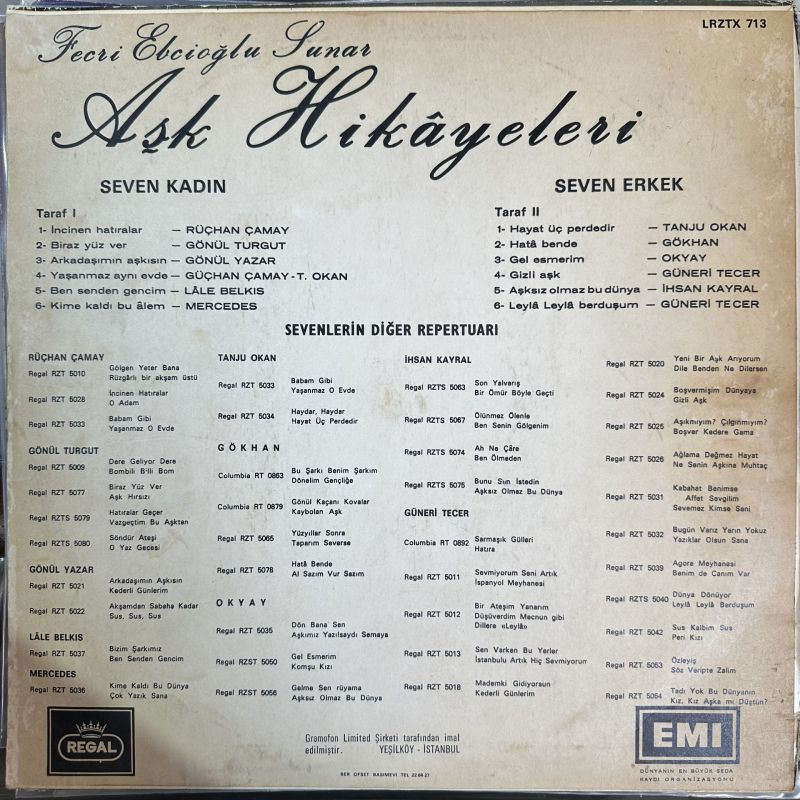 LRZTX 713
Fecri Ebcioğlu Sunar
Aşk Hikâyeleri
SEVEN KADIN
Taraf I
1- İncinen hatıralar — RÜÇHAN ÇAMAY
2- Biraz yüz ver — GÖNÜL TURGUT
3- Arkadaşımın aşkısın — GÖNÜL YAZAR
4- Yaşanmaz aynı evde — GÜÇHAN ÇAMAY-T. OKAN
5- Ben senden gencim — LÂLE BELKIS
6- Kime kaldı bu âlem — MERCEDES
SEVEN ERKEK
Taraf II
1- Hayat üç perdedir — TANJU OKAN
2- Hatâ bende — GÖKHAN
3- Gel esmerim — OKYAY
4- Gizli aşk — GÜNERİ TECER
5- Aşksız olmaz bu dünya — İHSAN KAYRAL
6- Leylâ Leylâ berduşum — GÜNERİ TECER
SEVENLERİN DİĞER REPERTUARI
RÜÇHAN ÇAMAY
Regal RZT 5010 Gölgen Yeter Bana
Rüzgârlı bir akşam üstü
Regal RZT 5028 İncinen Hatıralar
O Adam
Regal RZT 5033 Babam Gibi
Yaşanmaz O Evde
GÖNÜL TURGUT
Regal RZT 5009 Dere Geliyor Dere
Bombili B'lli Bom
Regal RZT 5077 Biraz Yüz Ver
Aşk Hırsızı
Regal RZTS 5079 Hatıralar Geçer
Vazgeçtim Bu Aşktan
Regal RZTS 5080 Söndür Ateşi
O Yaz Gecesi
GÖNÜL YAZAR
Regal RZT 5021 Arkadaşımın Aşkısın
Kederli Günlerim
Regal RZT 5022 Akşamdan Sabaha Kadar
Sus, Sus, Sus
LÂLE BELKIS
Regal RZT 5037 Bizim Şarkımız
Ben Senden Gencim
MERCEDES
Regal RZT 5036 Kime Kaldı Bu Dünya
Çok Yazık Sana
TANJU OKAN
Regal RZT 5033 Babam Gibi
Yaşanmaz O Evde
Regal RZT 5034 Haydar, Haydar
Hayat Üç Perdedir
GÖKHAN
Columbia RT 0863 Bu Şarkı Benim Şarkım
Dönelim Gençliğe
Columbia RT 0879 Gönül Kaçanı Kovalar
Kaybolan Aşk
Regal RZT 5065 Yüzyıllar Sonra
Taparım Severse
Regal RZT 5078 Hatâ Bende
Al Sazım Vur Sazım
OKYAY
Regal RZT 5035 Dön Bana Sen
Aşkımız Yazılsaydı Semaya
Regal RZST 5050 Gel Esmerim
Komşu Kızı
Regal RZST 5056 Gelme Sen rüyama
Aşksız Olmaz Bu Dünya
İHSAN KAYRAL
Regal RZTS 5063 Son Yalvarış
Bir Ömür Böyle Geçti
Regal RZTS 5067 Ölünmez Ölenle
Ben Senin Gölgenim
Regal RZTS 5074 Ah Ne Çâre
Ben Ölmeden
Regal RZTS 5075 Bunu Sen İstedin
Aşksız Olmaz Bu Dünya
GÜNERİ TECER
Columbia RT 0892 Sarmaşık Gülleri
Hatıra
Regal RZT 5011 Sevmiyorum Seni Artık
İspanyol Meyhanesi
Regal RZT 5012 Bir Ateşim Yanarım
Düşüverdim Mecnun gibi
Dillere «Leylâ»
Regal RZT 5013 Sen Varken Bu Yerler
İstanbulu Artık Hiç Sevmiyorum
Regal RZT 5018 Mademki Gidiyorsun
Kederli Günlerim
Regal RZT 5020 Yeni Bir Aşk Arıyorum
Dile Benden Ne Dilersen
Regal RZT 5024 Boşvermişim Dünyaya
Gizli Aşk
Regal RZT 5025 Aşıkmıyım? Çılgınmıyım?
Boşver Kedere Gama
Regal RZT 5026 Ağlama Değmez Hayat
Ne Senin Aşkına Muhtaç
Regal RZT 5031 Kabahat Benimse
Affet Sevgilim
Sevemez Kimse Seni
Regal RZT 5032 Bugün Varız Yarın Yokuz
Yazıklar Olsun Sana
Regal RZT 5039 Agora Meyhanesi
Benim de Canım Var
Regal RZTS 5040 Dünya Dönüyor
Leylâ Leylâ Berduşum
Regal RZT 5042 Sus Kalbim Sus
Peri Kızı
Regal RZT 5053 Özleyiş
Söz Veripte Zalim
Regal RZT 5054 Tadı Yok Bu Dünyanın
Kız, Kız Aşka mı Düştün?
REGAL
Gramofon Limited Şirketi tarafından imal
edilmiştir. YEŞİLKÖY - İSTANBUL
SEK OFSET BASIMEVİ TEL 22 64 27
EMI
DÜNYANIN EN BÜYÜK SEDA
KAYDI ORGANİZASYONU